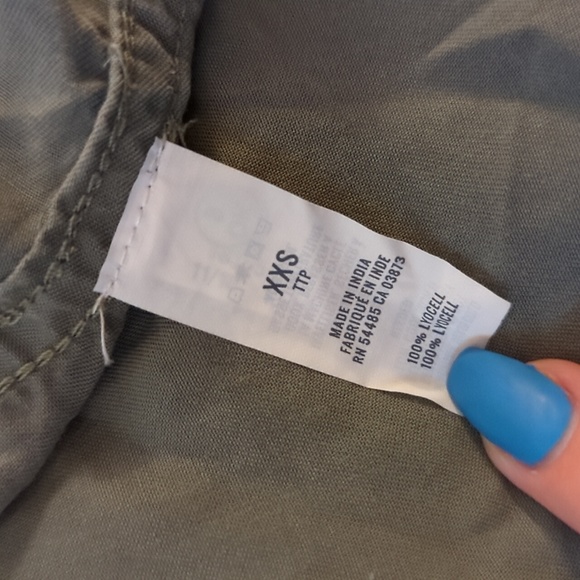 XXS
TTP
MADE IN INDIA
FABRIQUÉ EN INDE
RN 54485 CA 03873
100% LYOCELL
100% LYOCELL